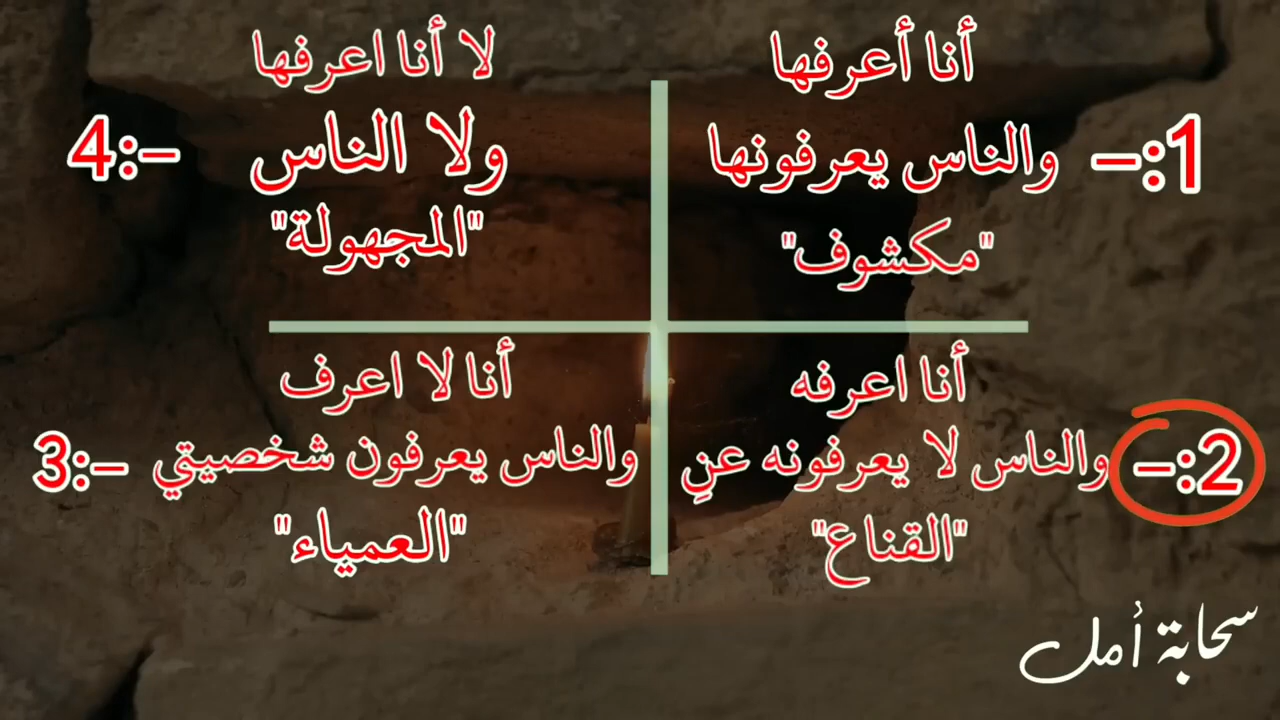 أنا أعرفها
1:- والناس يعرفونها
"مكشوف"
أنا اعرفه
2:- والناس لا يعرفونه عنِ
"القناع"
أنا لا اعرف
3:- والناس يعرفون شخصيتي
"العمياء"
لا أنا اعرفها
4:- ولا الناس
"المجهولة"
سحابة أمل